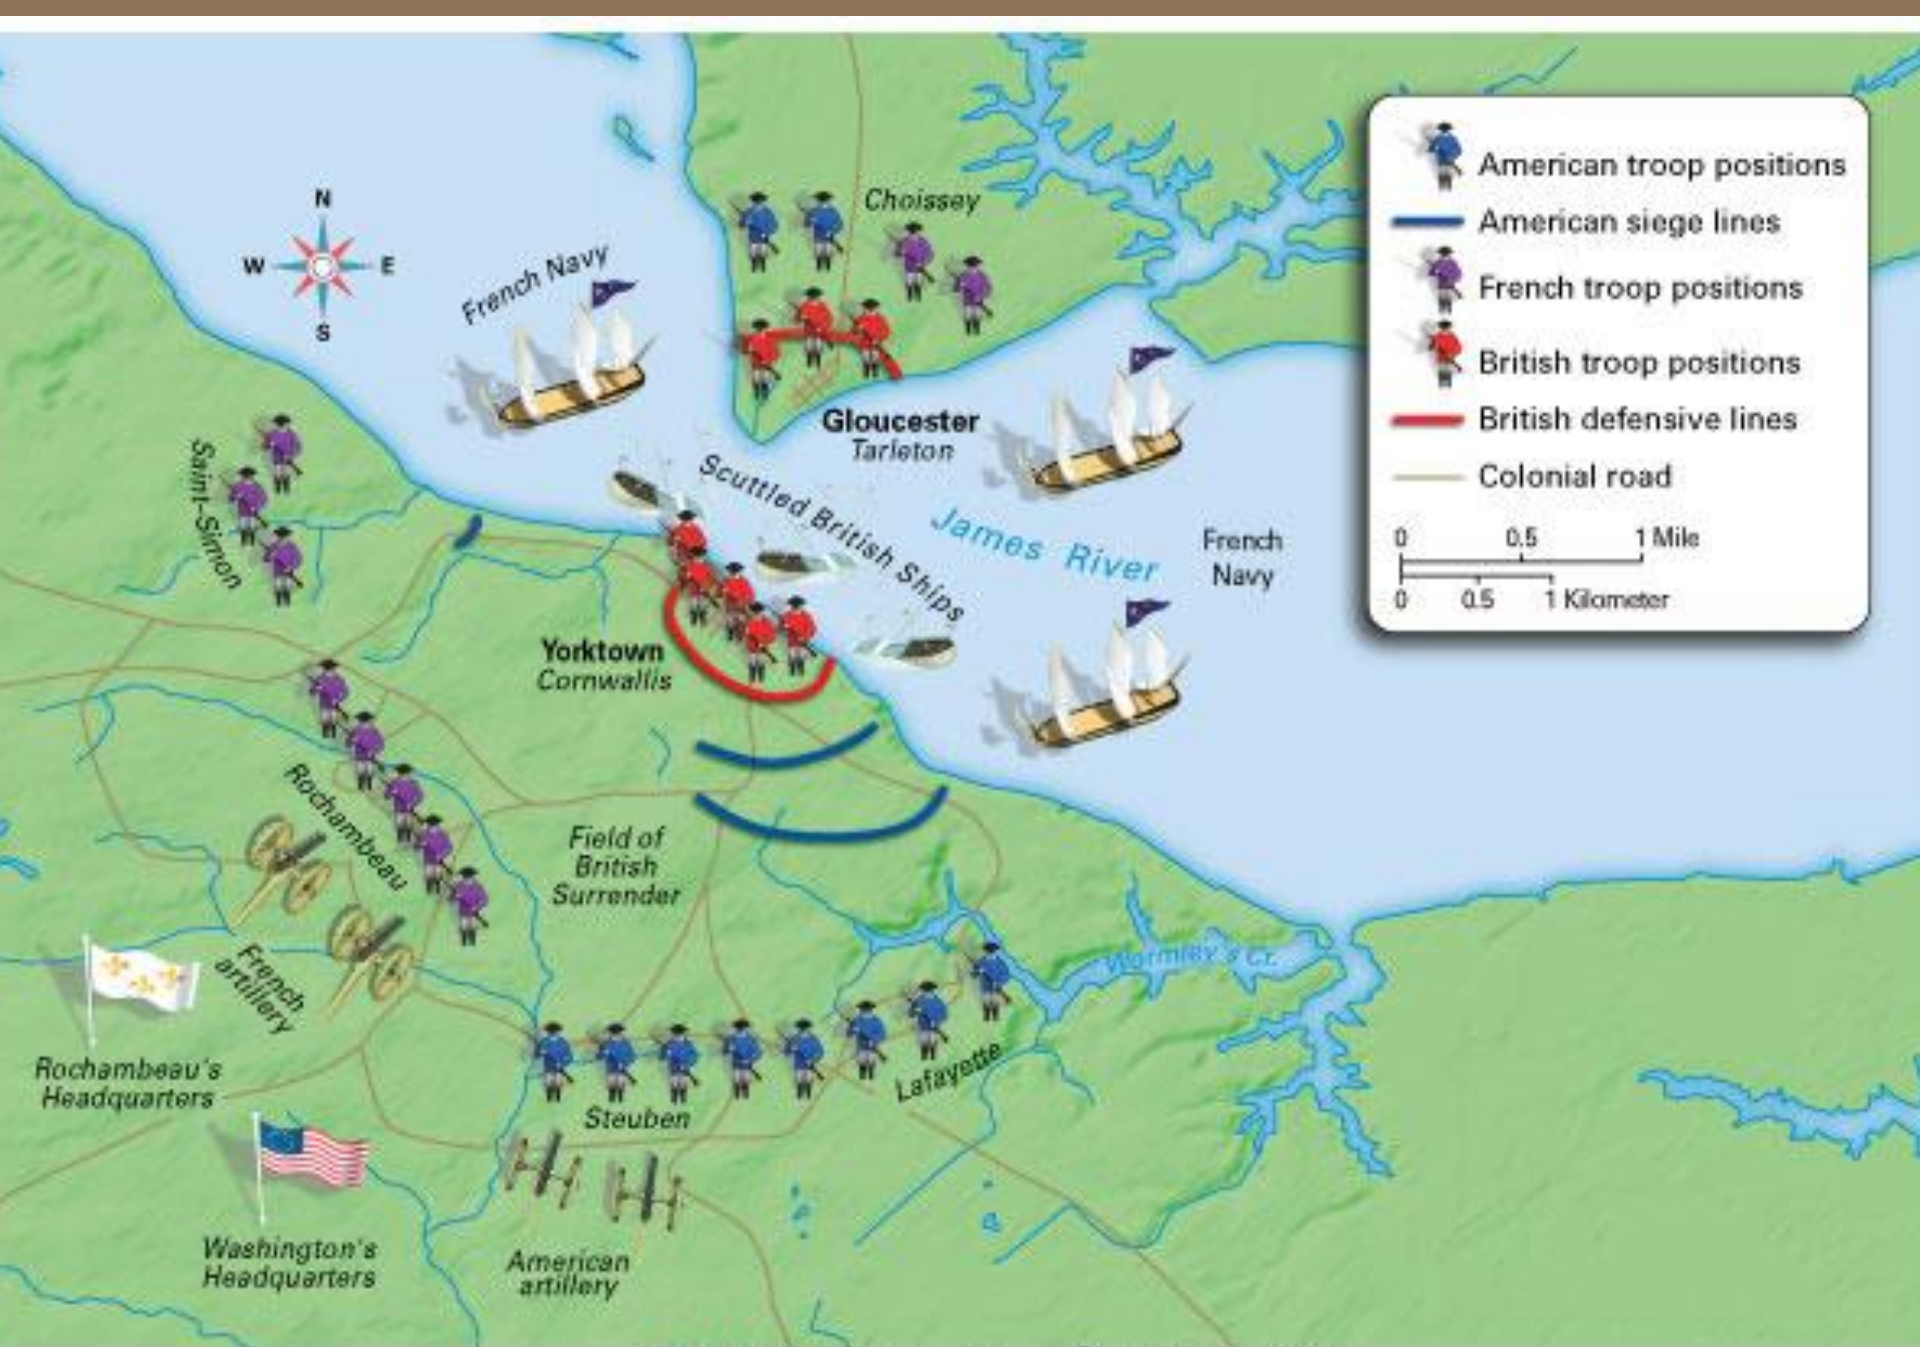 N
W
E
S
French Navy
Choissey
Gloucester
Tarleton
Saint-Simon
Scuttled British Ships
James River
French
Navy
Yorktown
Cornwallis
Rochambeau
Field of
British
Surrender
French
artillery
Wormley's Cr.
Rochambeau's
Headquarters
Lafayette
Steuben
Washington's
Headquarters
American
artillery
American troop positions
American siege lines
French troop positions
British troop positions
British defensive lines
Colonial road
0 0.5 1 Mile
0 0.5 1 Kilometer